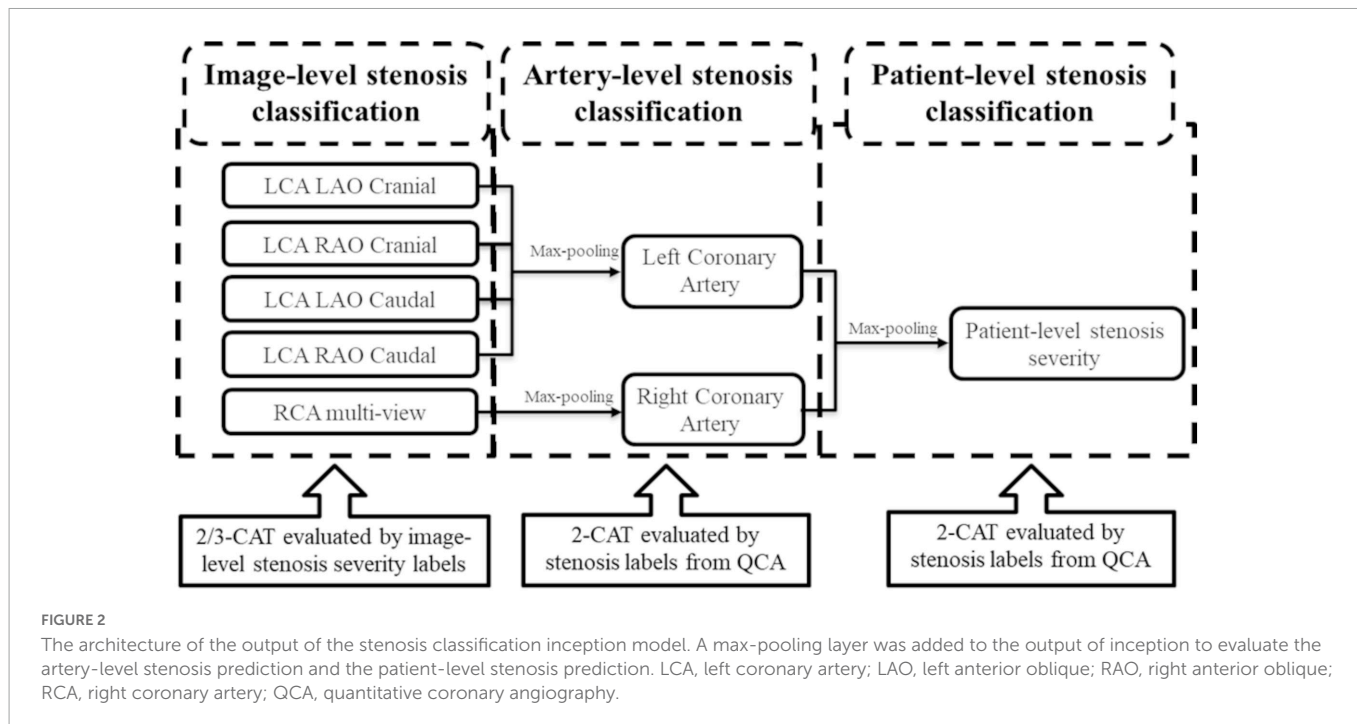 Image-level stenosis
classification
Artery-level stenosis
classification
Patient-level stenosis
classification
LCA LAO Cranial
LCA RAO Cranial
LCA LAO Caudal
LCA RAO Caudal
RCA multi-view
Max-pooling
Max-pooling
Left Coronary
Artery
Right Coronary
Artery
Max-pooling
Patient-level stenosis
severity
2/3-CAT evaluated by image-
level stenosis severity labels
2-CAT evaluated by
stenosis labels from QCA
2-CAT evaluated by
stenosis labels from QCA
FIGURE 2
The architecture of the output of the stenosis classification inception model. A max-pooling layer was added to the output of inception to evaluate the
artery-level stenosis prediction and the patient-level stenosis prediction. LCA, left coronary artery; LAO, left anterior oblique; RAO, right anterior oblique;
RCA, right coronary artery; QCA, quantitative coronary angiography.